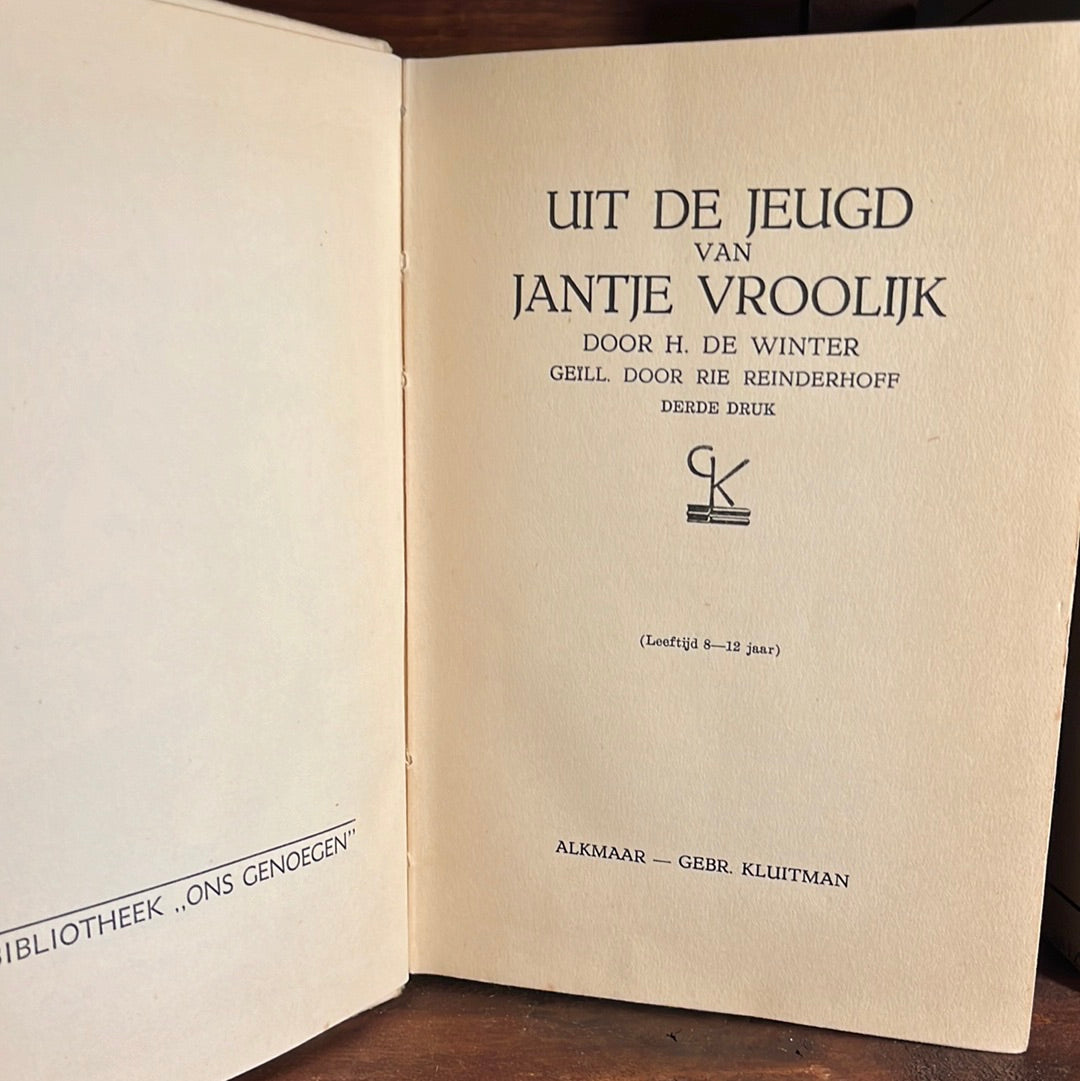 BIBLIOTHEEK „ONS GENOEGEN”
UIT DE JEUGD
VAN
JANTJE VROOLIJK
DOOR H. DE WINTER
GEÏLL. DOOR RIE REINDERHOFF
DERDE DRUK
GK
(Leeftijd 8—12 jaar)
ALKMAAR — GEBR. KLUITMAN